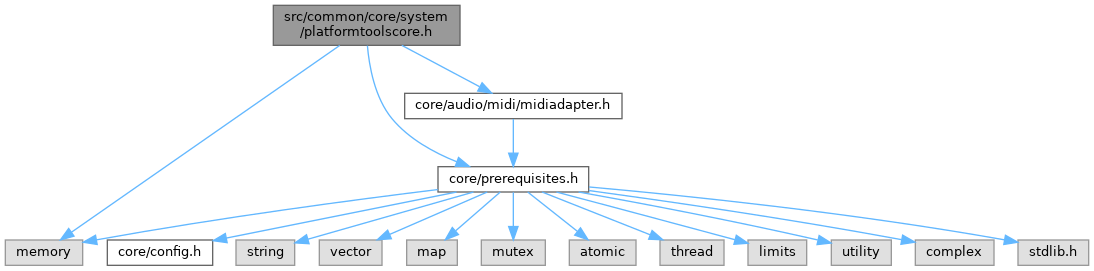 src/common/core/system
/platformtoolscore.h
core/audio/midi/midiadapter.h
core/prerequisites.h
memory
core/config.h
string
vector
map
mutex
atomic
thread
limits
utility
complex
stdlib.h